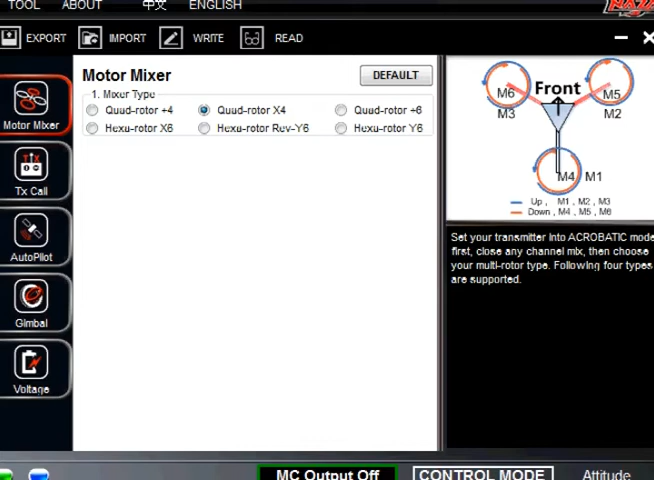 TOOL ABOUT 中文 ENGLISH
EXPORT IMPORT WRITE READ
Motor Mixer
Tx Cali
AutoPilot
Gimbal
Voltage
Motor Mixer DEFAULT
1. Mixer Type
Quad-rotor +4 Quad-rotor X4 Quad-rotor +6
Hexa-rotor X6 Hexa-rotor Rev-Y6 Hexa-rotor Y6
Front
M6 M5
M3 M2
M4 M1
Up , M1 , M2 , M3
Down , M4 , M5 , M6
Set your transmitter into ACROBATIC mode
first, close any channel mix, then choose
your multi-rotor type. Following four types
are supported.
MC Output Off CONTROL MODE Attitude